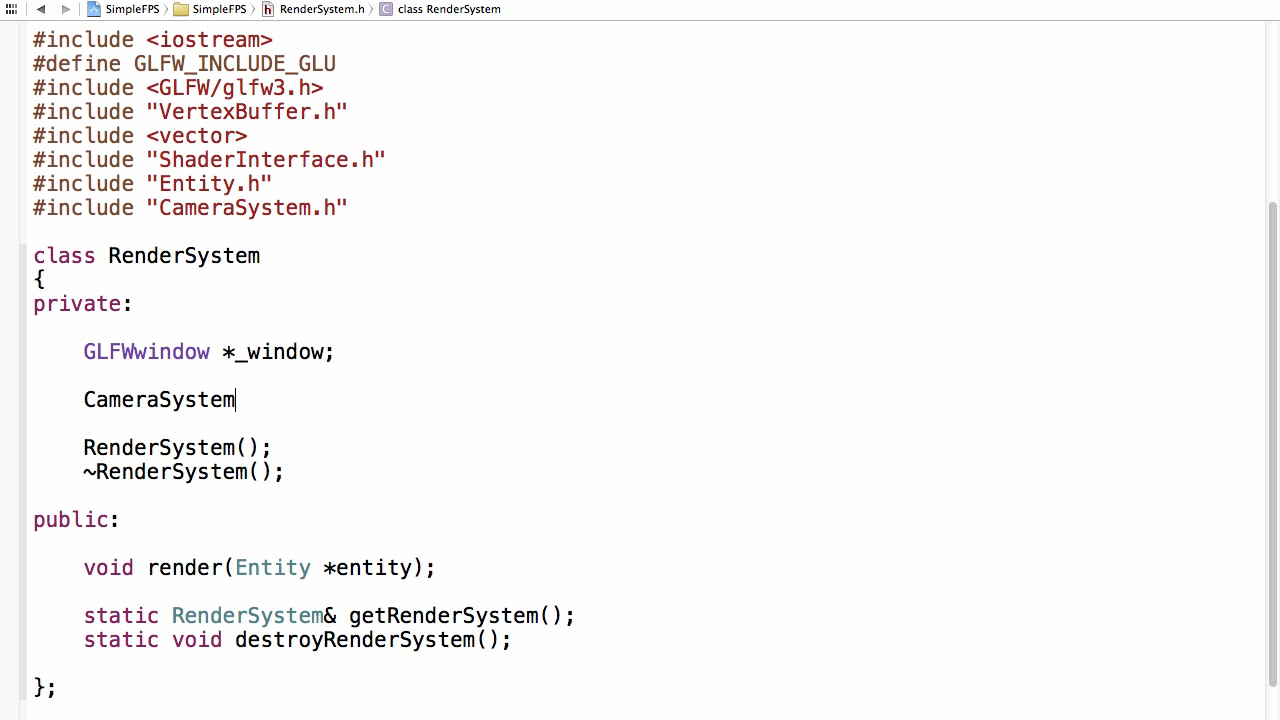 SimpleFPS SimpleFPS RenderSystem.h class RenderSystem
#include <iostream>
#define GLFW_INCLUDE_GLU
#include <GLFW/glfw3.h>
#include "VertexBuffer.h"
#include <vector>
#include "ShaderInterface.h"
#include "Entity.h"
#include "CameraSystem.h"
class RenderSystem
{
private:
GLFWwindow *_window;
CameraSystem
RenderSystem();
~RenderSystem();
public:
void render(Entity *entity);
static RenderSystem& getRenderSystem();
static void destroyRenderSystem();
};